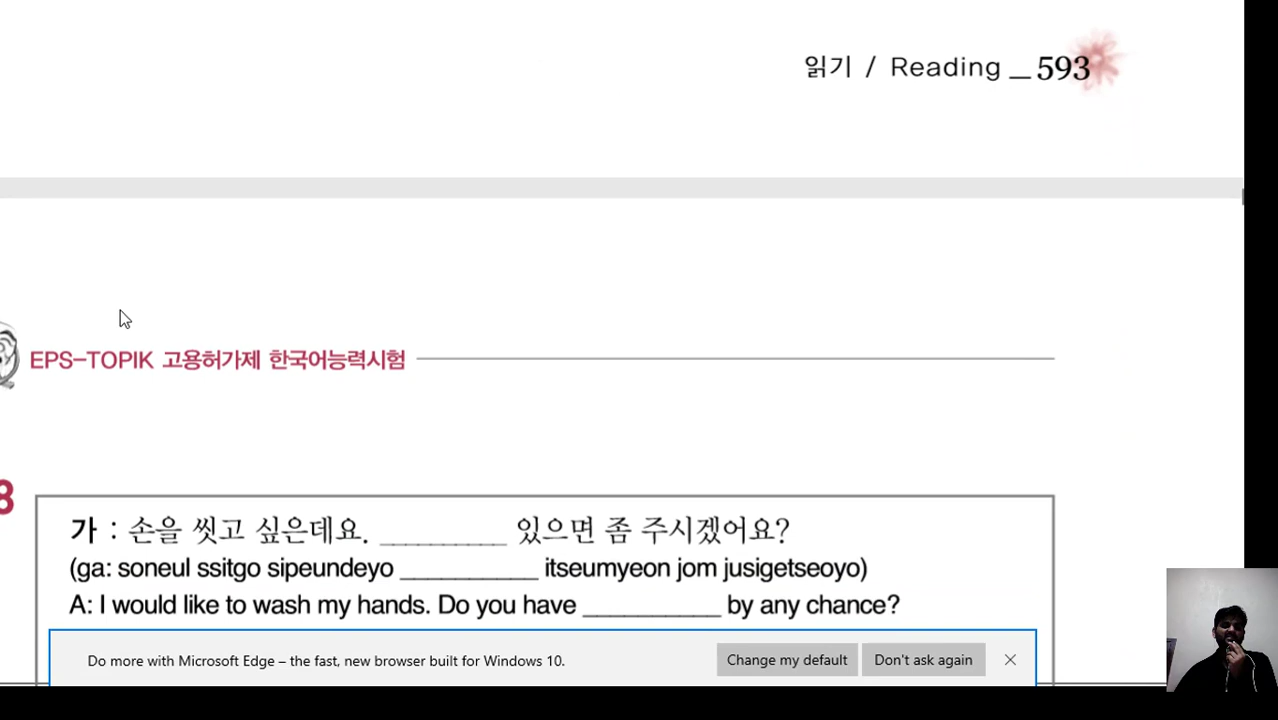 읽기 / Reading _ 593
EPS-TOPIK 고용허가제 한국어능력시험
8
가 : 손을 씻고 싶은데요. __________ 있으면 좀 주시겠어요?
(ga: soneul ssitgo sipeundeyo __________ itseumyeon jom jusigetseoyo)
A: I would like to wash my hands. Do you have __________ by any chance?
Do more with Microsoft Edge – the fast, new browser built for Windows 10.
Change my default
Don't ask again